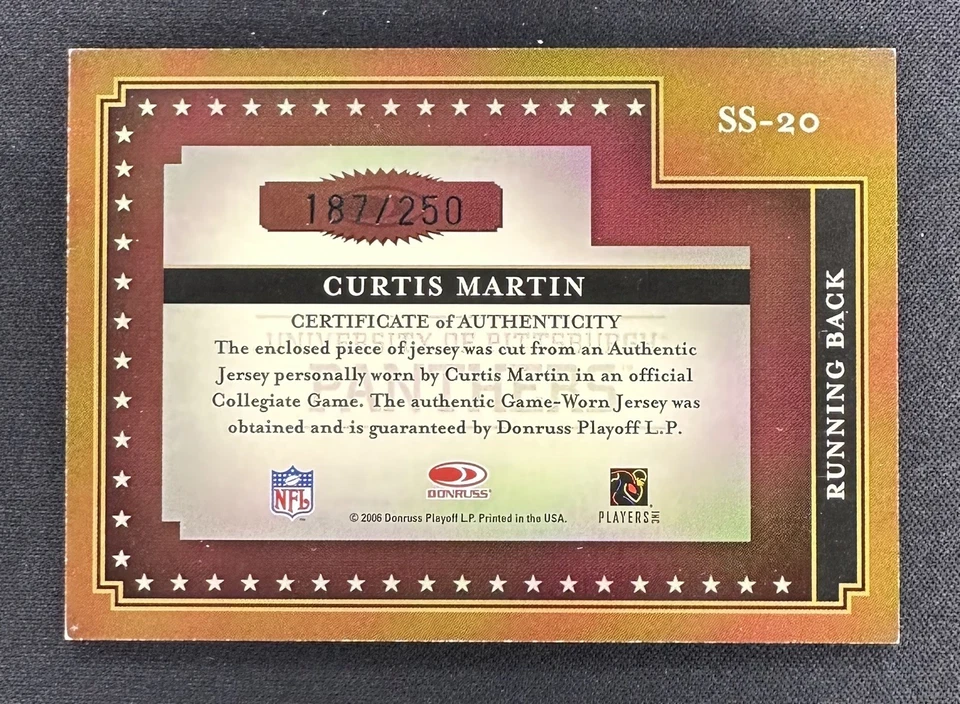 SS-20
187/250
CURTIS MARTIN
CERTIFICATE of AUTHENTICITY
UNIVERSITY OF PITTSBURGH
PANTHERS
The enclosed piece of jersey was cut from an Authentic
Jersey personally worn by Curtis Martin in an official
Collegiate Game. The authentic Game-Worn Jersey was
obtained and is guaranteed by Donruss Playoff L.P.
NFL
DONRUSS
PLAYERS INC
© 2006 Donruss Playoff L.P. Printed in the USA.
RUNNING BACK